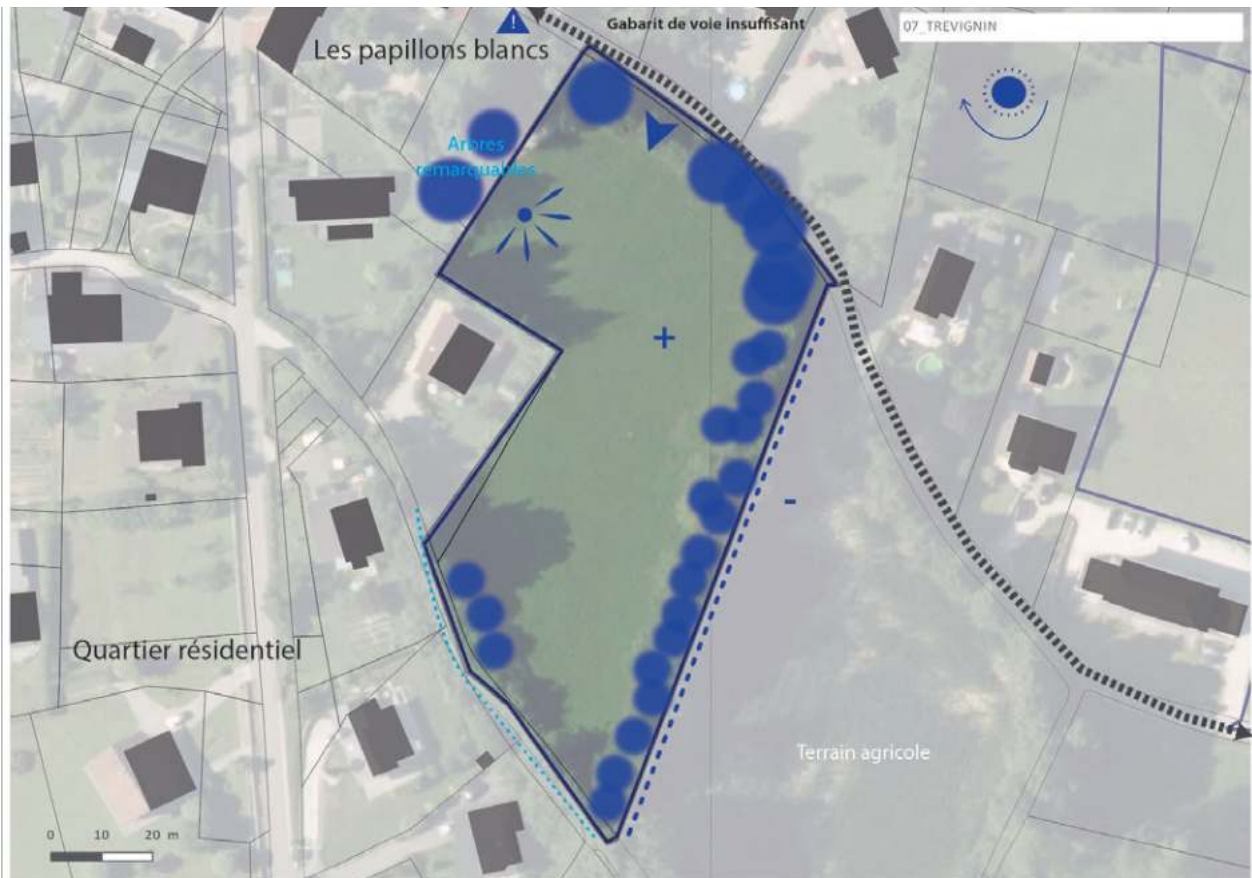 Gabarit de voie insuffisant
07_TREVIGNIN
!
Les papillons blancs
Arbres
remarquables
+
-
Quartier résidentiel
Terrain agricole
0 10 20 m